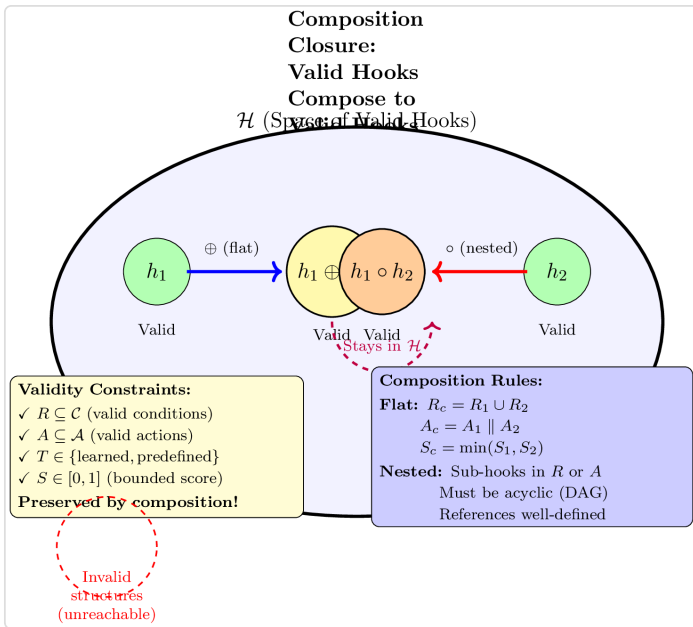 Composition
Closure:
Valid Hooks
Compose to
Valid Hooks
ℋ (Space of Valid Hooks)
⊕ (flat)
∘ (nested)
h₁
h₁ ⊕
h₁ ∘ h₂
h₂
Valid
Valid
Valid
Valid
Stays in ℋ
Validity Constraints:
✓ R ⊆ 𝒞 (valid conditions)
✓ A ⊆ 𝒜 (valid actions)
✓ T ∈ {learned, predefined}
✓ S ∈ [0, 1] (bounded score)
Preserved by composition!
Composition Rules:
Flat: R_c = R₁ ∪ R₂
A_c = A₁ ∥ A₂
S_c = min(S₁, S₂)
Nested: Sub-hooks in R or A
Must be acyclic (DAG)
References well-defined
Invalid
structures
(unreachable)